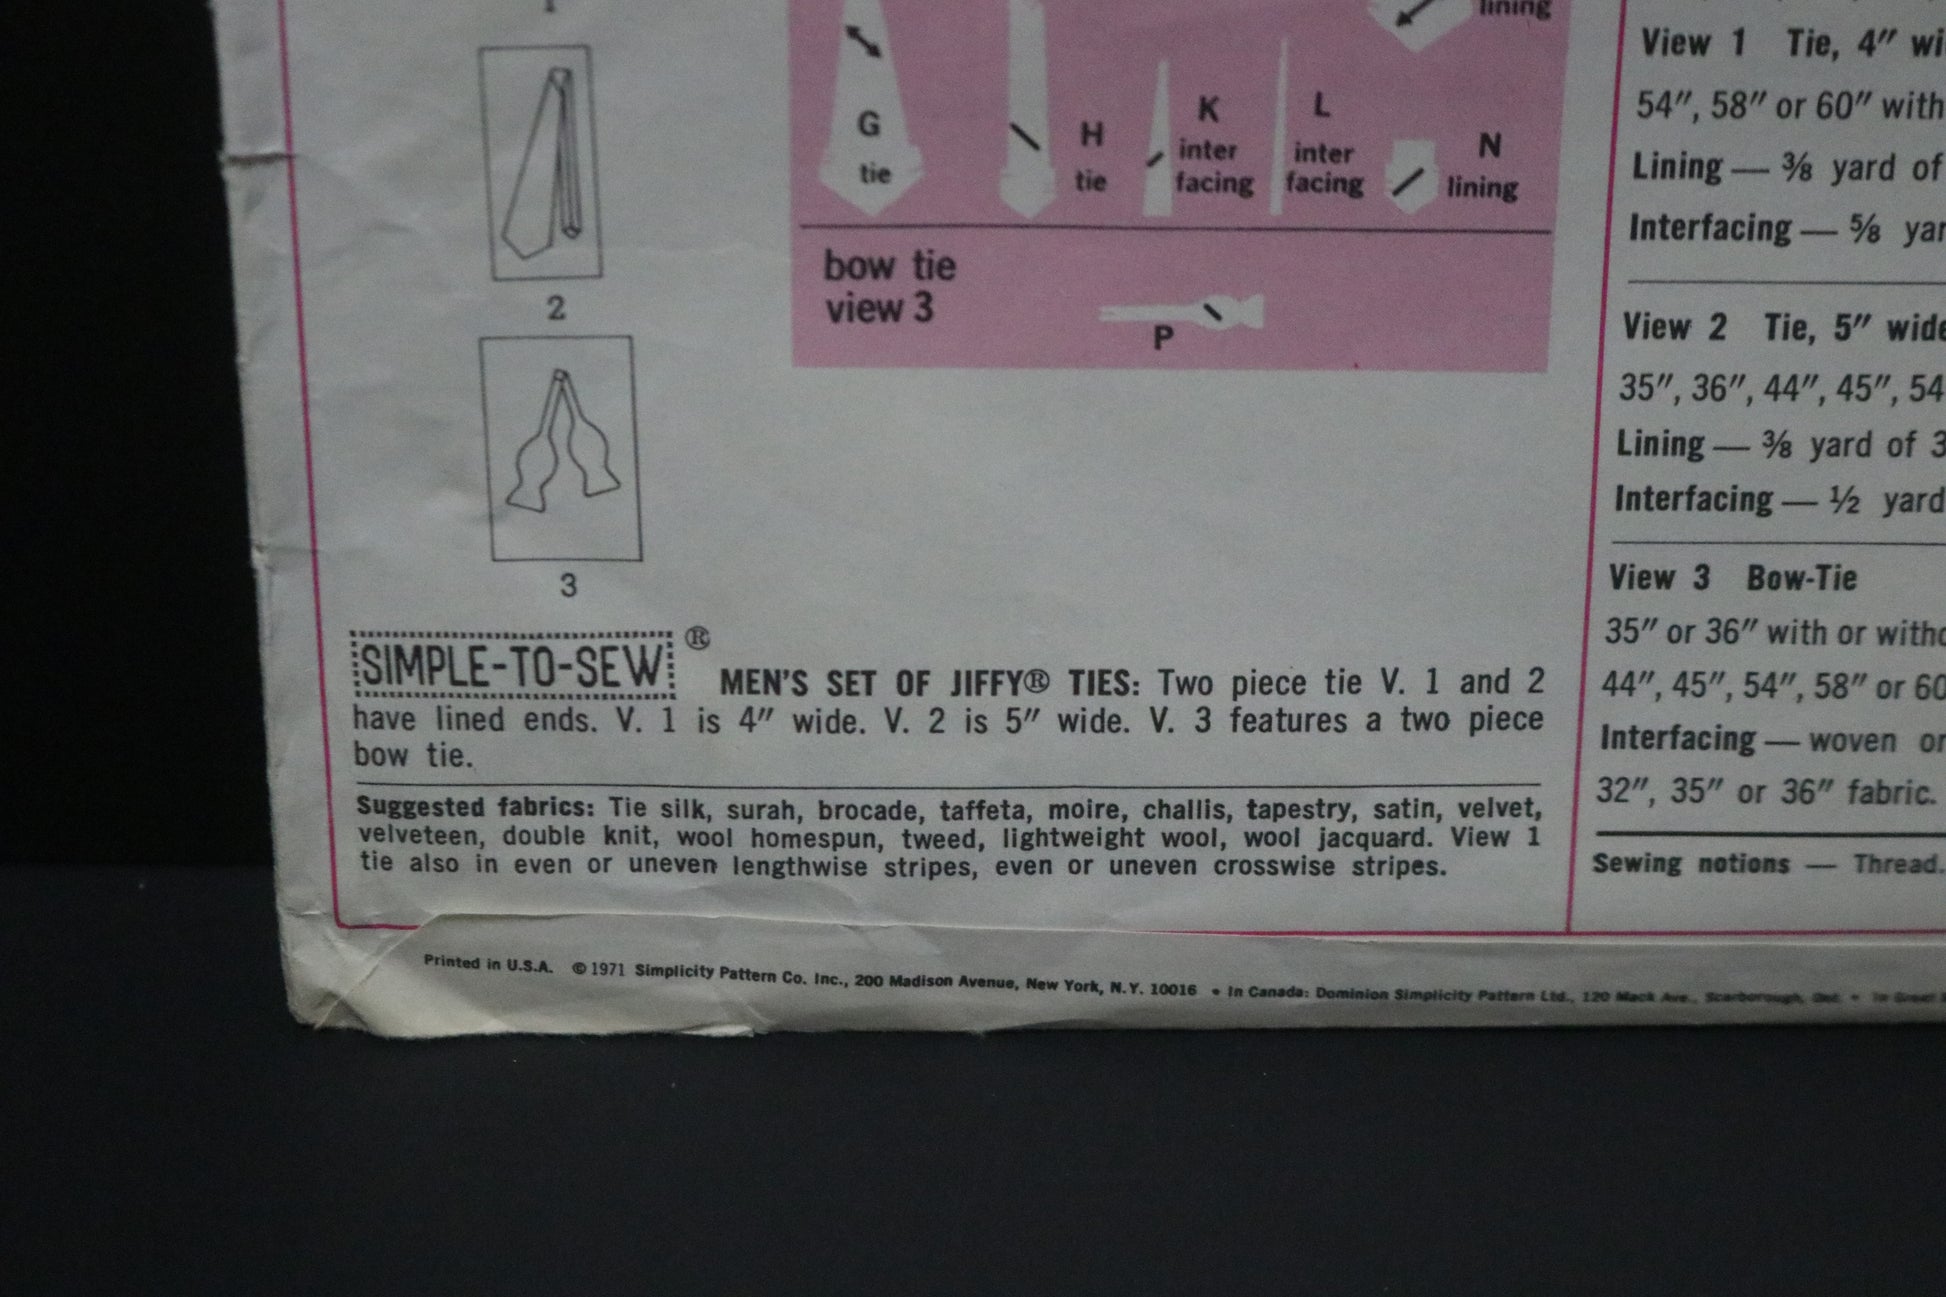 2
3
lining
G
tie
H
tie
K
inter
facing
L
inter
facing
N
lining
bow tie
view 3
P
SIMPLE-TO-SEW ®
MEN'S SET OF JIFFY® TIES: Two piece tie V. 1 and 2
have lined ends. V. 1 is 4" wide. V. 2 is 5" wide. V. 3 features a two piece
bow tie.
Suggested fabrics: Tie silk, surah, brocade, taffeta, moire, challis, tapestry, satin, velvet,
velveteen, double knit, wool homespun, tweed, lightweight wool, wool jacquard. View 1
tie also in even or uneven lengthwise stripes, even or uneven crosswise stripes.
View 1 Tie, 4" wi
54", 58" or 60" with
Lining — ⅜ yard of
Interfacing — ⅝ yar
View 2 Tie, 5" wide
35", 36", 44", 45", 54
Lining — ⅜ yard of 3
Interfacing — ½ yard
View 3 Bow-Tie
35" or 36" with or witho
44", 45", 54", 58" or 60
Interfacing — woven or
32", 35" or 36" fabric.
Sewing notions — Thread.
Printed in U.S.A. © 1971 Simplicity Pattern Co. Inc., 200 Madison Avenue, New York, N.Y. 10016 • In Canada: Dominion Simplicity Pattern Ltd., 120 Mack Ave., Scarborough, Ont. • In Great